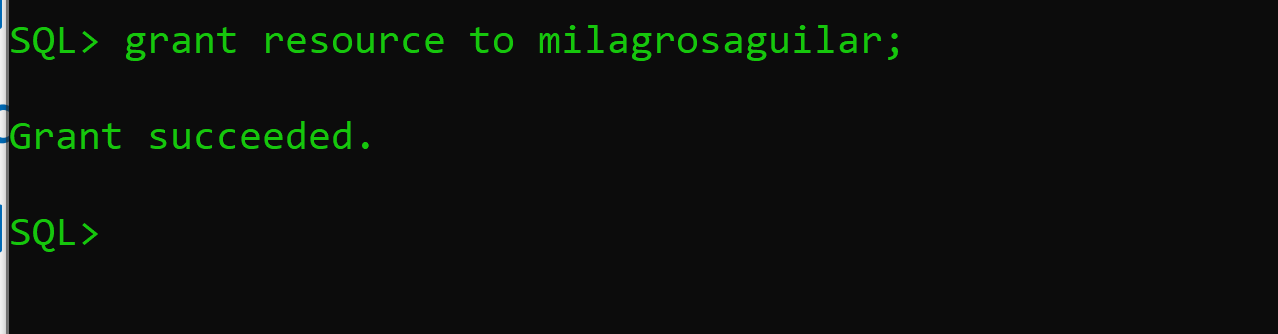 SQL> grant resource to milagrosaguilar;
Grant succeeded.
SQL>